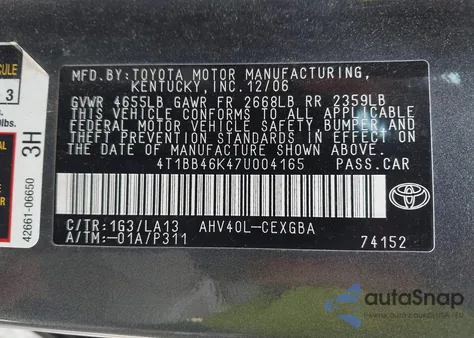 MFD.BY:TOYOTA MOTOR MANUFACTURING,
KENTUCKY,INC.12/06
GVWR 4655LB GAWR FR 2668LB RR 2359LB
THIS VEHICLE CONFORMS TO ALL APPLICABLE
FEDERAL MOTOR VEHICLE SAFETY, BUMPER, AND
THEFT PREVENTION STANDARDS IN EFFECT ON THE
DATE OF MANUFACTURE SHOWN ABOVE.
4T1BB46K47U004165 PASS.CAR
C/TR:1G3/LA13 AHV40L-CEXGBA
A/TM:-01A/P311 74152
TOYOTA
3
3H
42661-06650
autoSnap